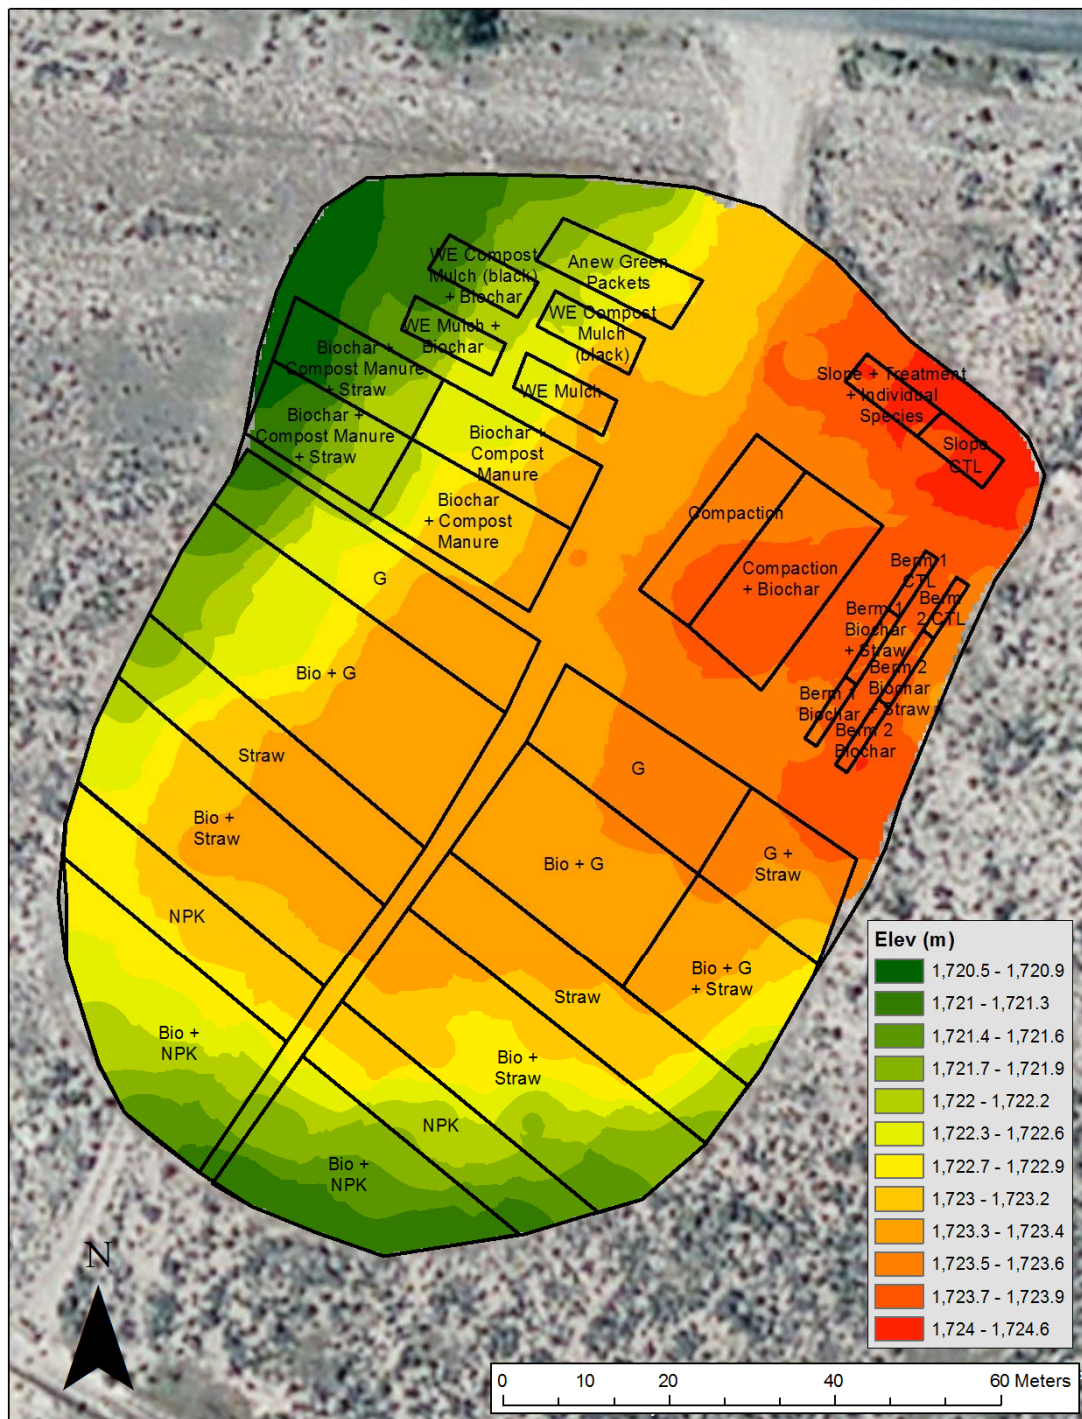 WE Compost
Mulch (black)
+ Biochar
Anew Green
Packets
WE Compost
Mulch
(black)
WE Mulch +
Biochar
WE Mulch
Biochar +
Compost Manure
+ Straw
Biochar +
Compost Manure
+ Straw
Biochar +
Compost
Manure
Biochar
+ Compost
Manure
Slope + Treatment
+ Individual
Species
Slope
CTL
Compaction
Compaction
+ Biochar
Berm 1
CTL
Berm
2 CTL
Berm 1
Biochar
+ Straw
Berm 2
Biochar
+ Straw
Berm 1
Biochar
Berm 2
Biochar
G
Bio + G
Straw
Bio +
Straw
NPK
Bio +
NPK
G
Bio + G
G +
Straw
Bio + G
+ Straw
Straw
Bio +
Straw
NPK
Bio +
NPK
Elev (m)
1,720.5 - 1,720.9
1,721 - 1,721.3
1,721.4 - 1,721.6
1,721.7 - 1,721.9
1,722 - 1,722.2
1,722.3 - 1,722.6
1,722.7 - 1,722.9
1,723 - 1,723.2
1,723.3 - 1,723.4
1,723.5 - 1,723.6
1,723.7 - 1,723.9
1,724 - 1,724.6
N
0 10 20 40 60 Meters